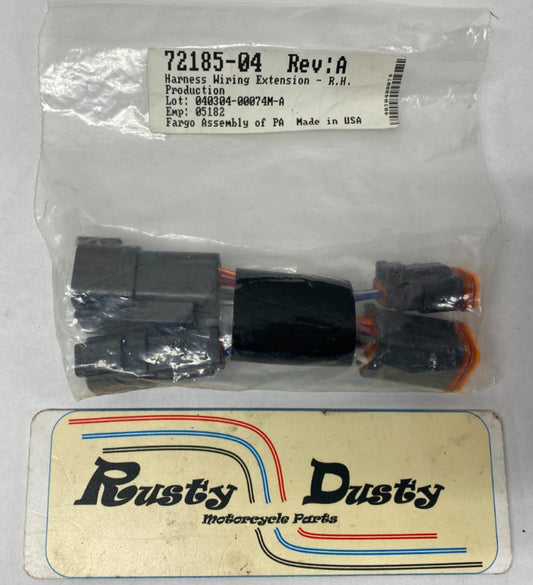 72185-04 Rev:A
Harness Wiring Extension - R.H.
Production
Lot: 040304-00074M-A
Emp: 05182
Fargo Assembly of PA Made in USA
Rusty Dusty
Motorcycle Parts